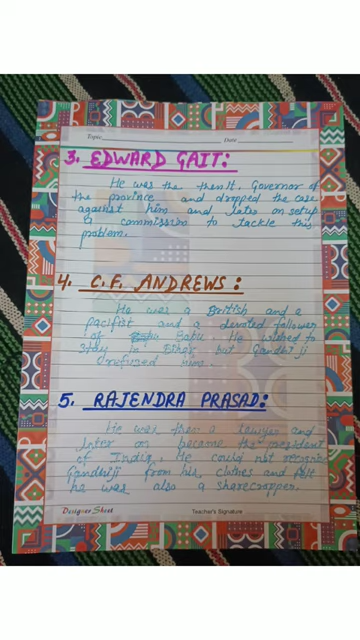 Topic
Date
3. EDWARD GAIT:
He was the then lt. Governor of
the province and dropped the case
against him and later on setup
a commission to tackle this
problem.
4. C.F. ANDREWS:
He was a British and a
pacifist and a devoted follower
of Bapu. He wished to
stay in Bihar but Gandhi ji
refused him.
5. RAJENDRA PRASAD:
He was then a lawyer and
later on became the president
of India. He could not
Gandhiji from his clothes and felt
he was also a sharecropper.
Designer Sheet
Teacher's Signature